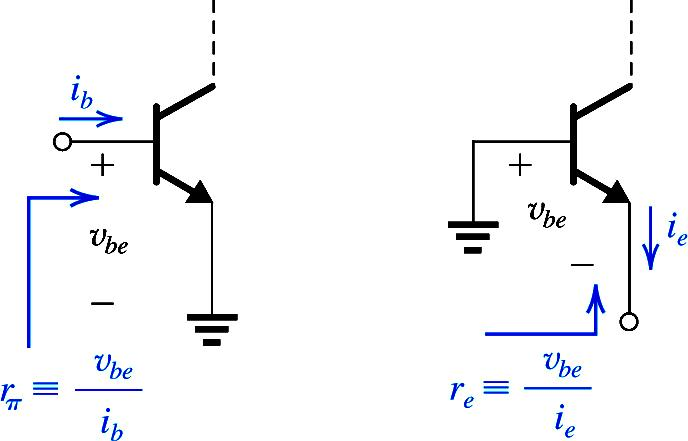 i_b
+
v_be
−
r_π ≡ v_be / i_b
+
v_be
−
i_e
r_e ≡ v_be / i_e